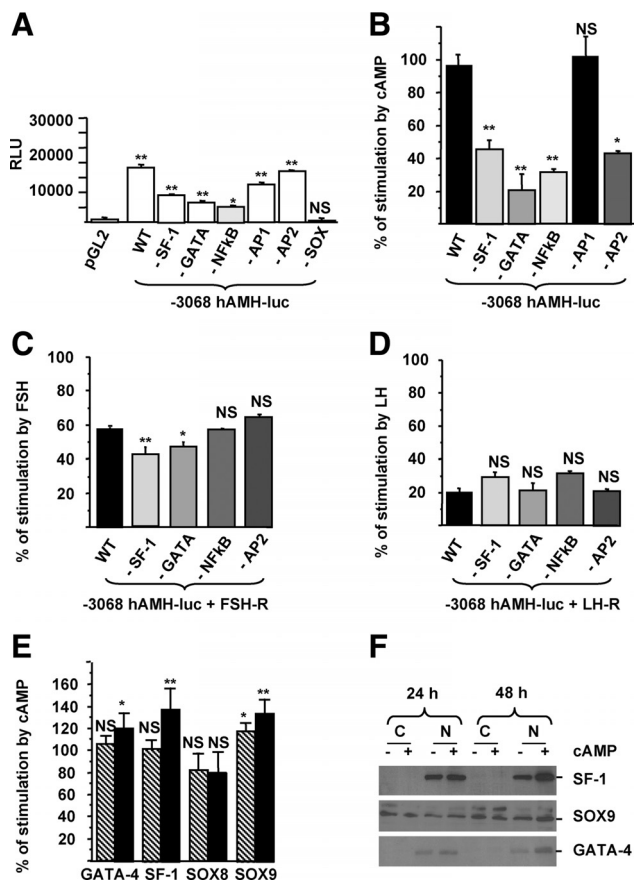 A
RLU
30000
20000
10000
**
**
**
*
**
**
NS
pGL2
WT
- SF-1
- GATA
- NFkB
- AP1
- AP2
- SOX
-3068 hAMH-luc
B
% of stimulation by cAMP
100
80
60
40
20
**
**
**
NS
*
WT
- SF-1
- GATA
- NFkB
- AP1
- AP2
-3068 hAMH-luc
C
% of stimulation by FSH
100
80
60
40
20
**
*
NS
NS
WT
- SF-1
- GATA
- NFkB
- AP2
-3068 hAMH-luc + FSH-R
D
% of stimulation by LH
100
80
60
40
20
NS
NS
NS
NS
WT
- SF-1
- GATA
- NFkB
- AP2
-3068 hAMH-luc + LH-R
E
% of stimulation by cAMP
160
140
120
100
80
60
40
20
NS * NS ** NS NS * **
GATA-4 SF-1 SOX8 SOX9
F
24 h 48 h
C N C N
- + - + - + - + cAMP
SF-1
SOX9
GATA-4